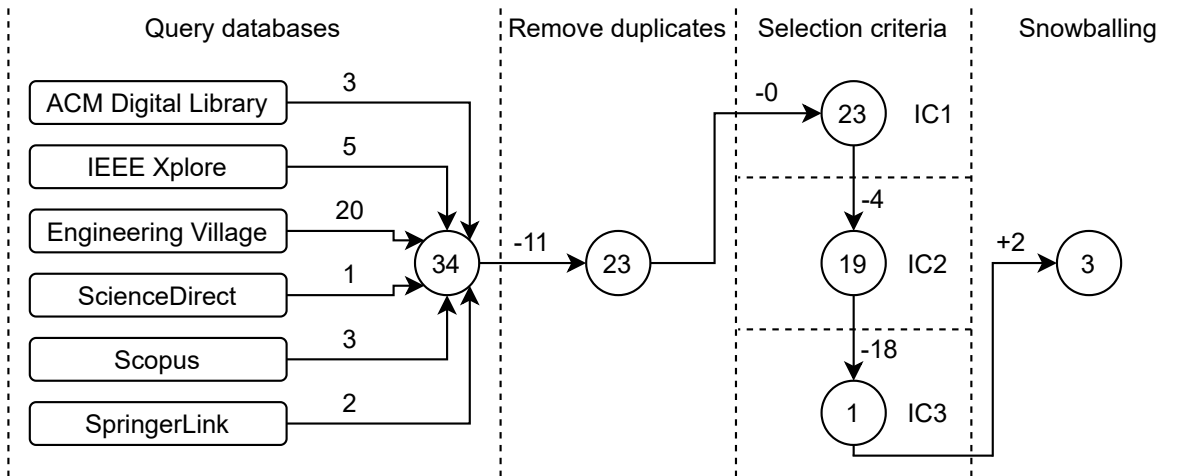 Query databases
Remove duplicates
Selection criteria
Snowballing
ACM Digital Library
3
IEEE Xplore
5
Engineering Village
20
ScienceDirect
1
Scopus
3
SpringerLink
2
34
-11
23
-0
23
IC1
-4
19
IC2
-18
1
IC3
+2
3